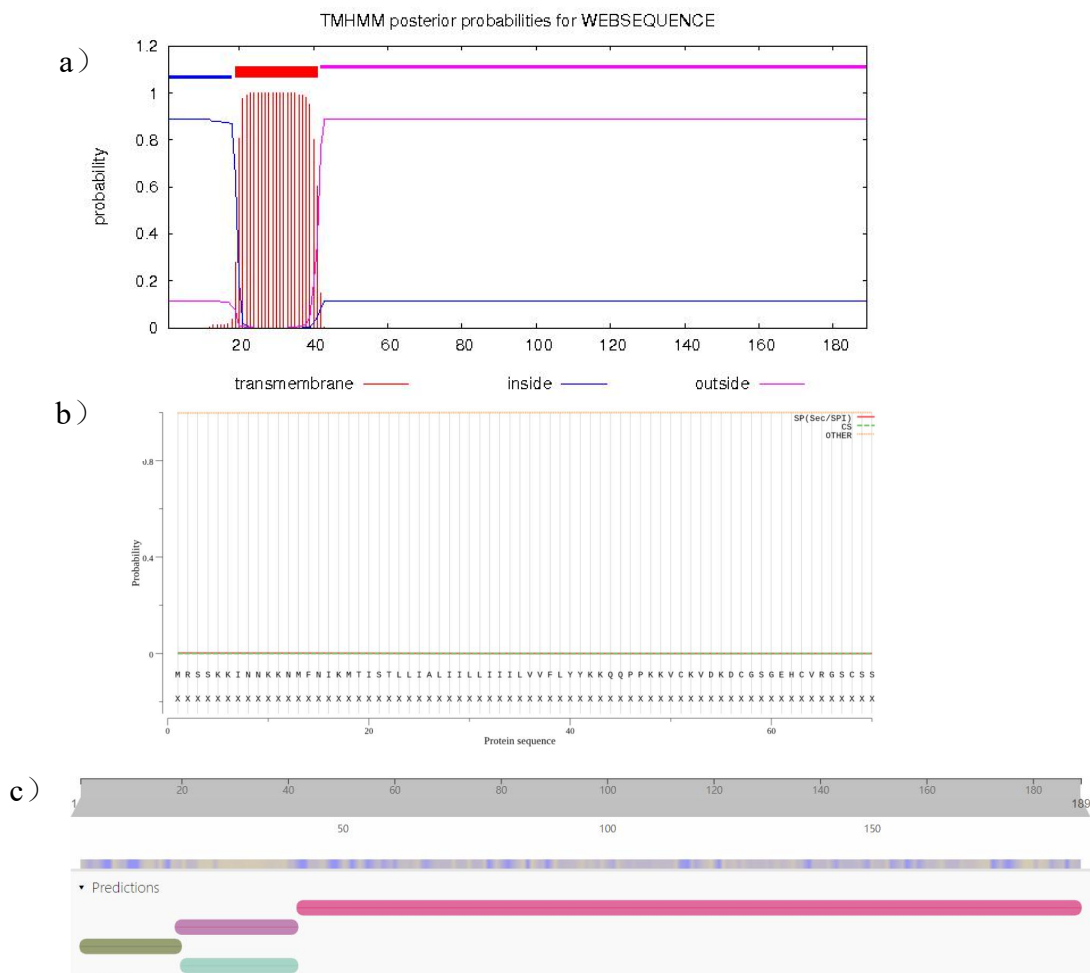 TMHMM posterior probabilities for WEBSEQUENCE
a）
probability
1.2
1
0.8
0.6
0.4
0.2
0
20 40 60 80 100 120 140 160 180
transmembrane inside outside
b）
SP(Sec/SPI)
CS
OTHER
Probability
0.8
0.4
0
M R S S K K I N N K K N M F N I K M T I S T L L I A L I I L L I I I L V V F L Y Y K K Q Q P P K K V C K V D K D C G S G E H C V R G S C S S
X X X X X X X X X X X X X X X X X X X X X X X X X X X X X X X X X X X X X X X X X X X X X X X X X X X X X X X X X X X X X X X X X X X X X X
0 20 40 60
Protein sequence
c）
20 40 60 80 100 120 140 160 180
1 189
50 100 150
Predictions